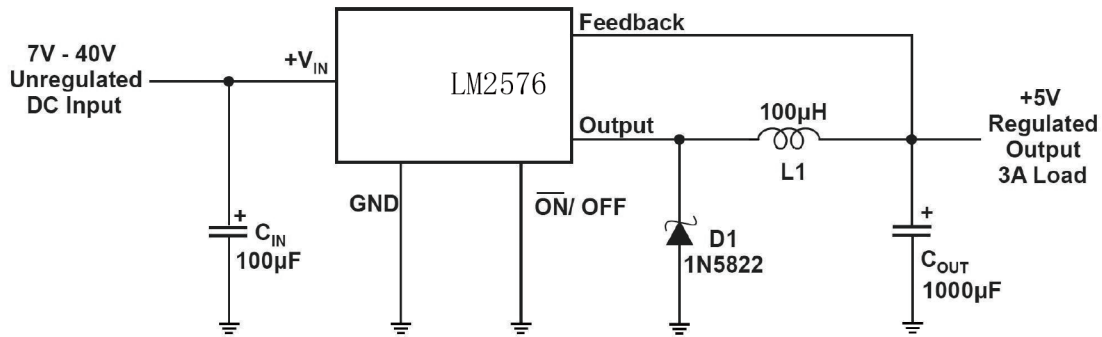 7V - 40V
Unregulated
DC Input
+VIN
LM2576
Feedback
Output
100μH
L1
+5V
Regulated
Output
3A Load
GND
ON/ OFF
+
CIN
100μF
D1
1N5822
+
COUT
1000μF